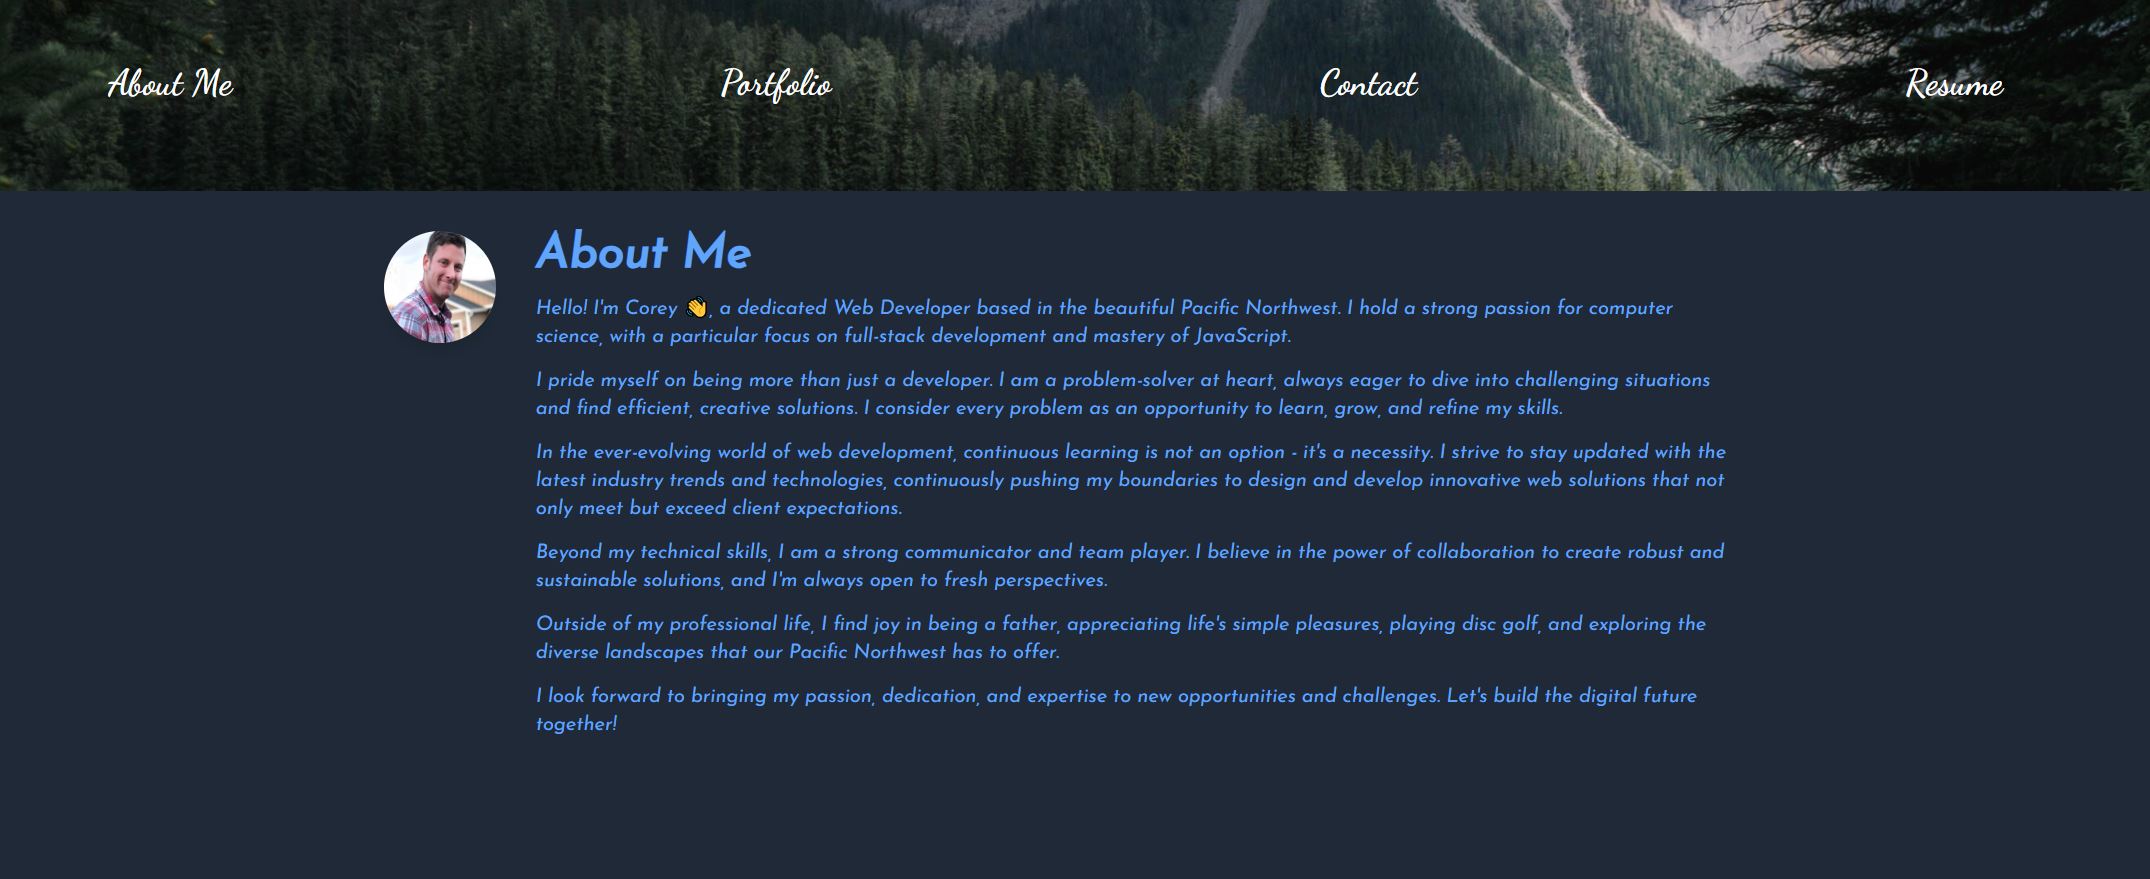 About Me Portfolio Contact Resume
About Me
Hello! I'm Corey 👋, a dedicated Web Developer based in the beautiful Pacific Northwest. I hold a strong passion for computer
science, with a particular focus on full-stack development and mastery of JavaScript.
I pride myself on being more than just a developer. I am a problem-solver at heart, always eager to dive into challenging situations
and find efficient, creative solutions. I consider every problem as an opportunity to learn, grow, and refine my skills.
In the ever-evolving world of web development, continuous learning is not an option - it's a necessity. I strive to stay updated with the
latest industry trends and technologies, continuously pushing my boundaries to design and develop innovative web solutions that not
only meet but exceed client expectations.
Beyond my technical skills, I am a strong communicator and team player. I believe in the power of collaboration to create robust and
sustainable solutions, and I'm always open to fresh perspectives.
Outside of my professional life, I find joy in being a father, appreciating life's simple pleasures, playing disc golf, and exploring the
diverse landscapes that our Pacific Northwest has to offer.
I look forward to bringing my passion, dedication, and expertise to new opportunities and challenges. Let's build the digital future
together!